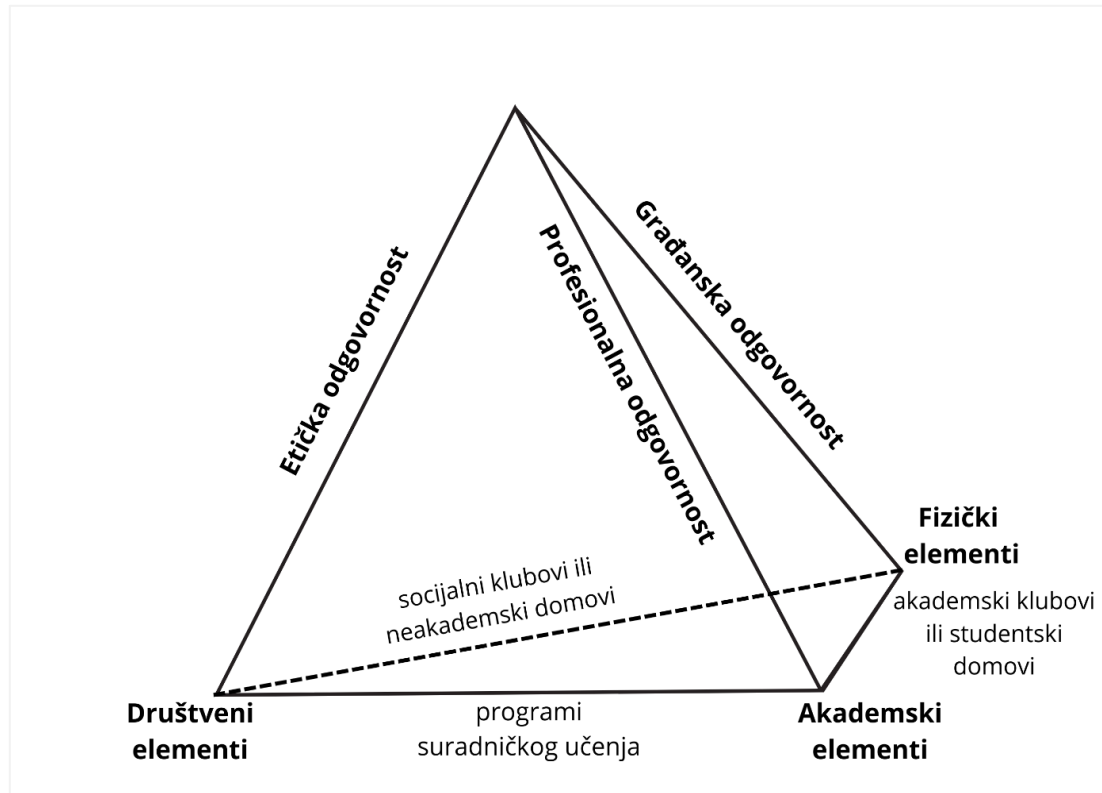 Etička odgovornost
Profesionalna odgovornost
Građanska odgovornost
Fizički
elementi
socijalni klubovi ili
neakademski domovi
akademski klubovi
ili studentski
domovi
Društveni
elementi
programi
suradničkog učenja
Akademski
elementi